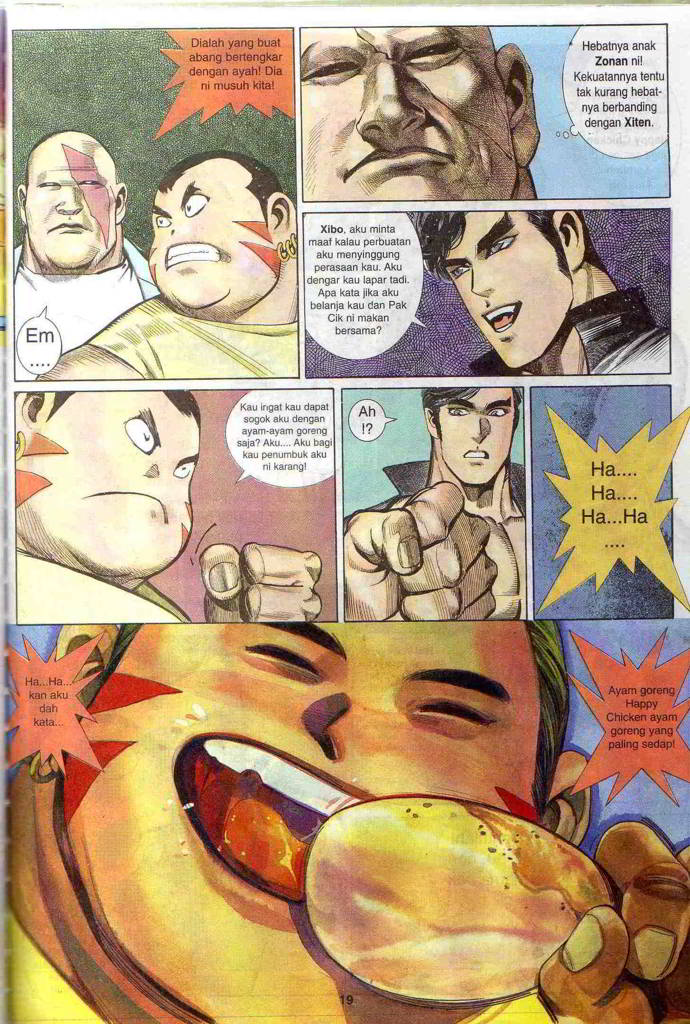 Dialah yang buat
abang bertengkar
dengan ayah! Dia
ni musuh kita!
Em
....
Hebatnya anak
Zonan ni!
Kekuatannya tentu
tak kurang hebat-
nya berbanding
dengan Xiten.
Xibo, aku minta
maaf kalau perbuatan
aku menyinggung
perasaan kau. Aku
dengar kau lapar tadi.
Apa kata jika aku
belanja kau dan Pak
Cik ni makan
bersama?
Kau ingat kau dapat
sogok aku dengan
ayam-ayam goreng
saja? Aku.... Aku bagi
kau penumbuk aku
ni karang!
Ah
!?
Ha....
Ha....
Ha...Ha
....
Ha...Ha...
kan aku
dah
kata...
Ayam goreng
Happy
Chicken ayam
goreng yang
paling sedap!
19